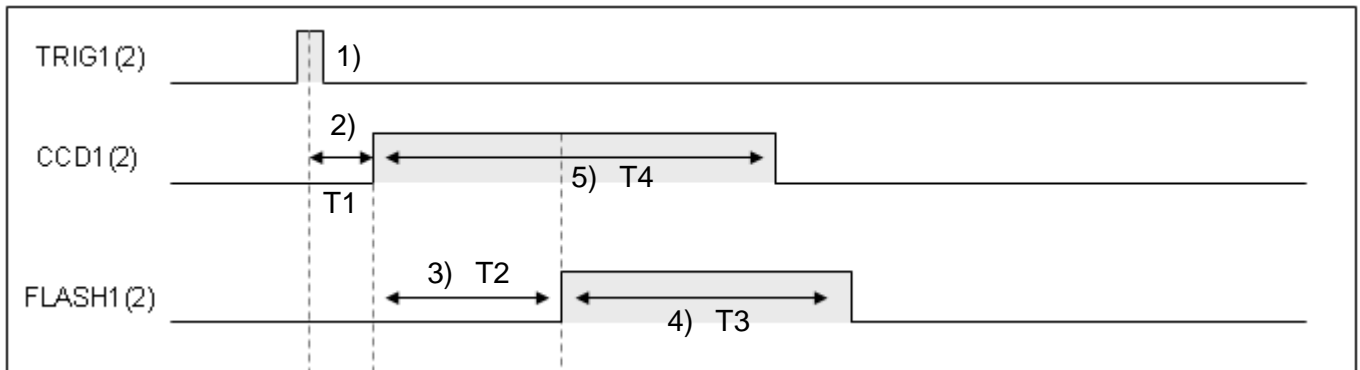 TRIG1(2)
1)
2)
CCD1(2)
5) T4
T1
3) T2
FLASH1(2)
4) T3